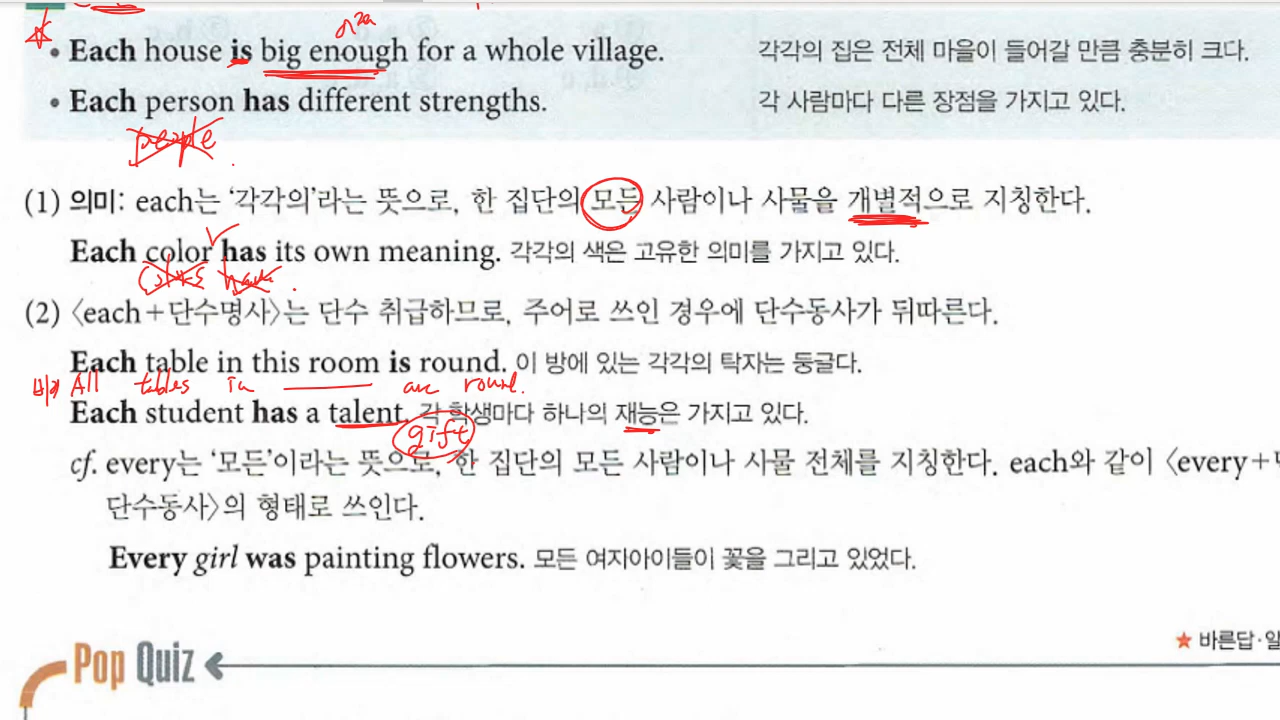 • Each house is big enough for a whole village. 각각의 집은 전체 마을이 들어갈 만큼 충분히 크다.
• Each person has different strengths. 각 사람마다 다른 장점을 가지고 있다.
people
(1) 의미: each는 ‘각각의’라는 뜻으로, 한 집단의 모든 사람이나 사물을 개별적으로 지칭한다.
Each color has its own meaning. 각각의 색은 고유한 의미를 가지고 있다.
colors have
(2) 〈each+단수명사〉는 단수 취급하므로, 주어로 쓰인 경우에 단수동사가 뒤따른다.
Each table in this room is round. 이 방에 있는 각각의 탁자는 둥글다.
비교 All tables in ــــ are round.
Each student has a talent. 각 학생마다 하나의 재능은 가지고 있다.
gift
cf. every는 ‘모든’이라는 뜻으로, 한 집단의 모든 사람이나 사물 전체를 지칭한다. each와 같이 〈every+
단수동사〉의 형태로 쓰인다.
Every girl was painting flowers. 모든 여자아이들이 꽃을 그리고 있었다.
Pop Quiz
★ 바른답·알